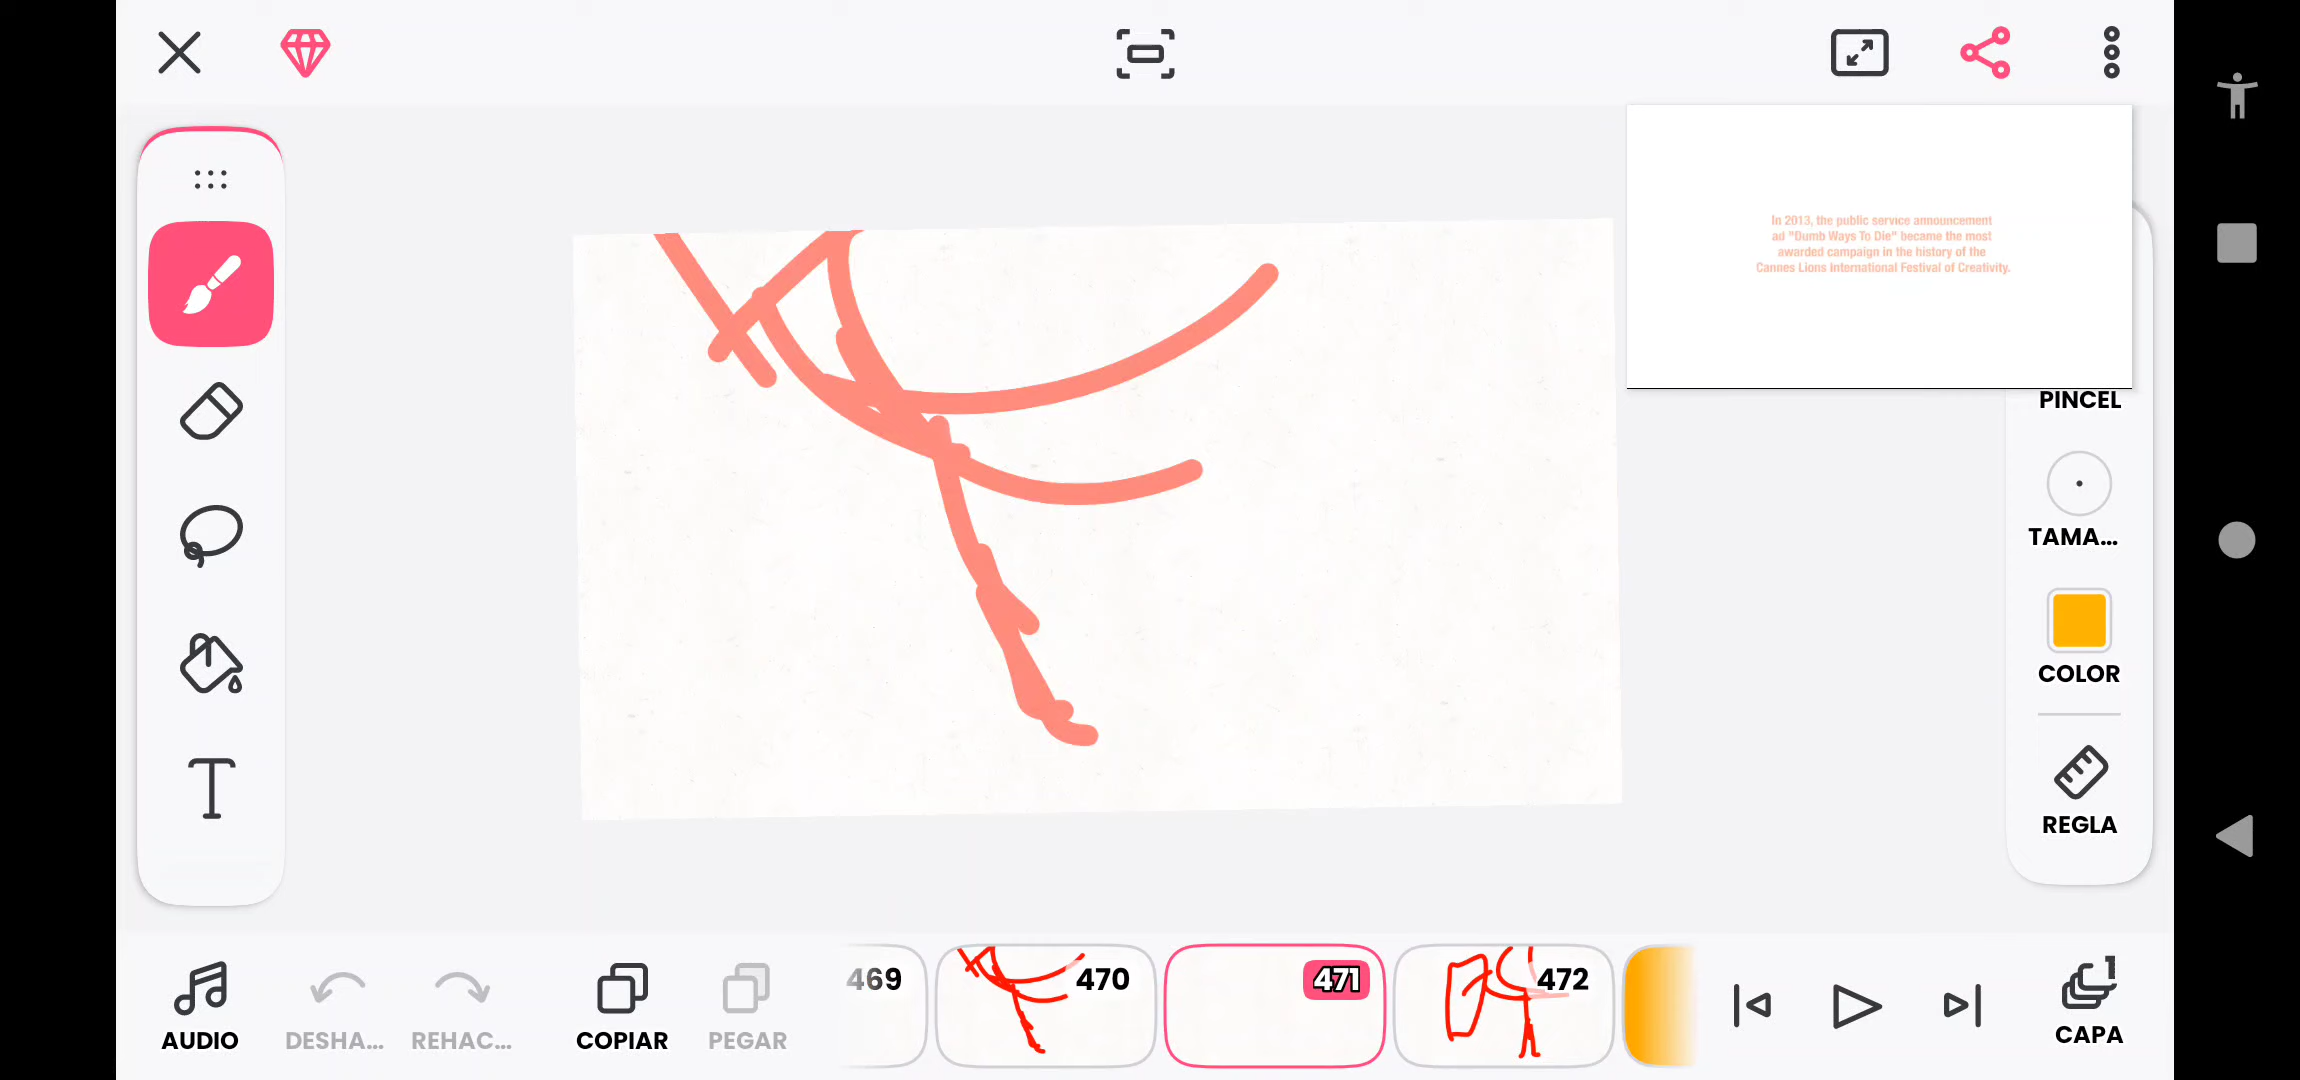 In 2013, the public service announcement
ad "Dumb Ways To Die" became the most
awarded campaign in the history of the
Cannes Lions International Festival of Creativity.
PINCEL
TAMA...
COLOR
REGLA
AUDIO
DESHA...
REHAC...
COPIAR
PEGAR
469
470
471
472
1
CAPA